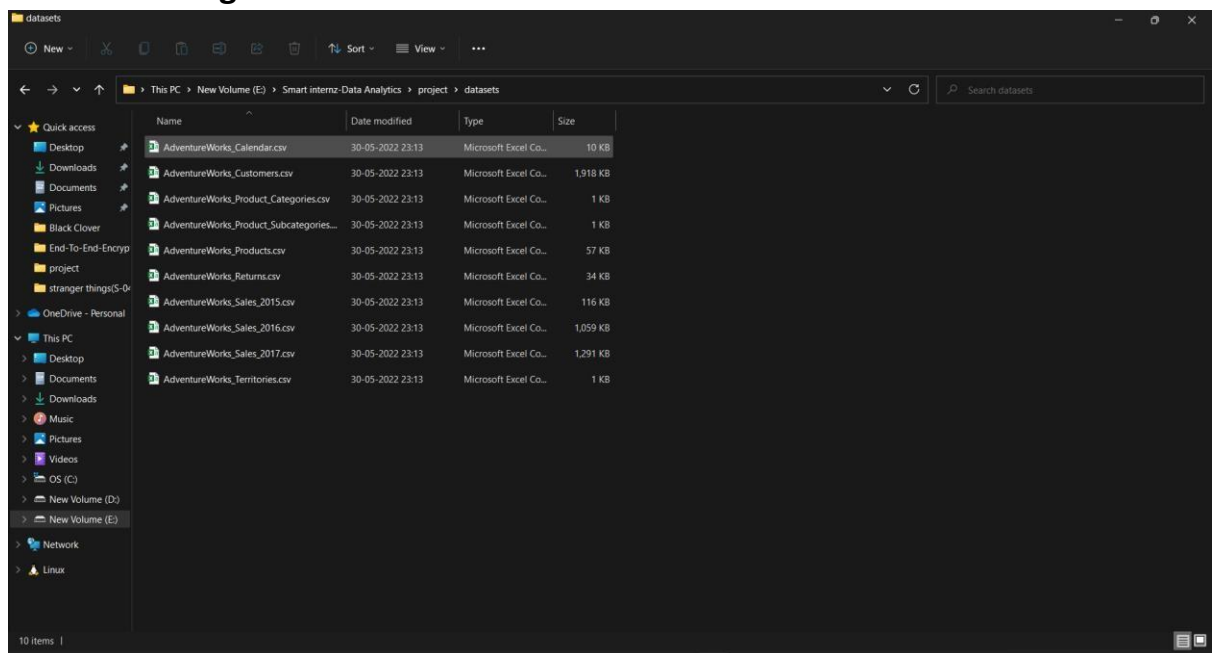 datasets
New
Sort
View
This PC > New Volume (E:) > Smart internz-Data Analytics > project > datasets
Search datasets
Quick access
Desktop
Downloads
Documents
Pictures
Black Clover
End-To-End-Encryp
project
stranger things(S-04
OneDrive - Personal
This PC
Desktop
Documents
Downloads
Music
Pictures
Videos
OS (C:)
New Volume (D:)
New Volume (E:)
Network
Linux
Name Date modified Type Size
AdventureWorks_Calendar.csv 30-05-2022 23:13 Microsoft Excel Co... 10 KB
AdventureWorks_Customers.csv 30-05-2022 23:13 Microsoft Excel Co... 1,918 KB
AdventureWorks_Product_Categories.csv 30-05-2022 23:13 Microsoft Excel Co... 1 KB
AdventureWorks_Product_Subcategories... 30-05-2022 23:13 Microsoft Excel Co... 1 KB
AdventureWorks_Products.csv 30-05-2022 23:13 Microsoft Excel Co... 57 KB
AdventureWorks_Returns.csv 30-05-2022 23:13 Microsoft Excel Co... 34 KB
AdventureWorks_Sales_2015.csv 30-05-2022 23:13 Microsoft Excel Co... 116 KB
AdventureWorks_Sales_2016.csv 30-05-2022 23:13 Microsoft Excel Co... 1,059 KB
AdventureWorks_Sales_2017.csv 30-05-2022 23:13 Microsoft Excel Co... 1,291 KB
AdventureWorks_Territories.csv 30-05-2022 23:13 Microsoft Excel Co... 1 KB
10 items